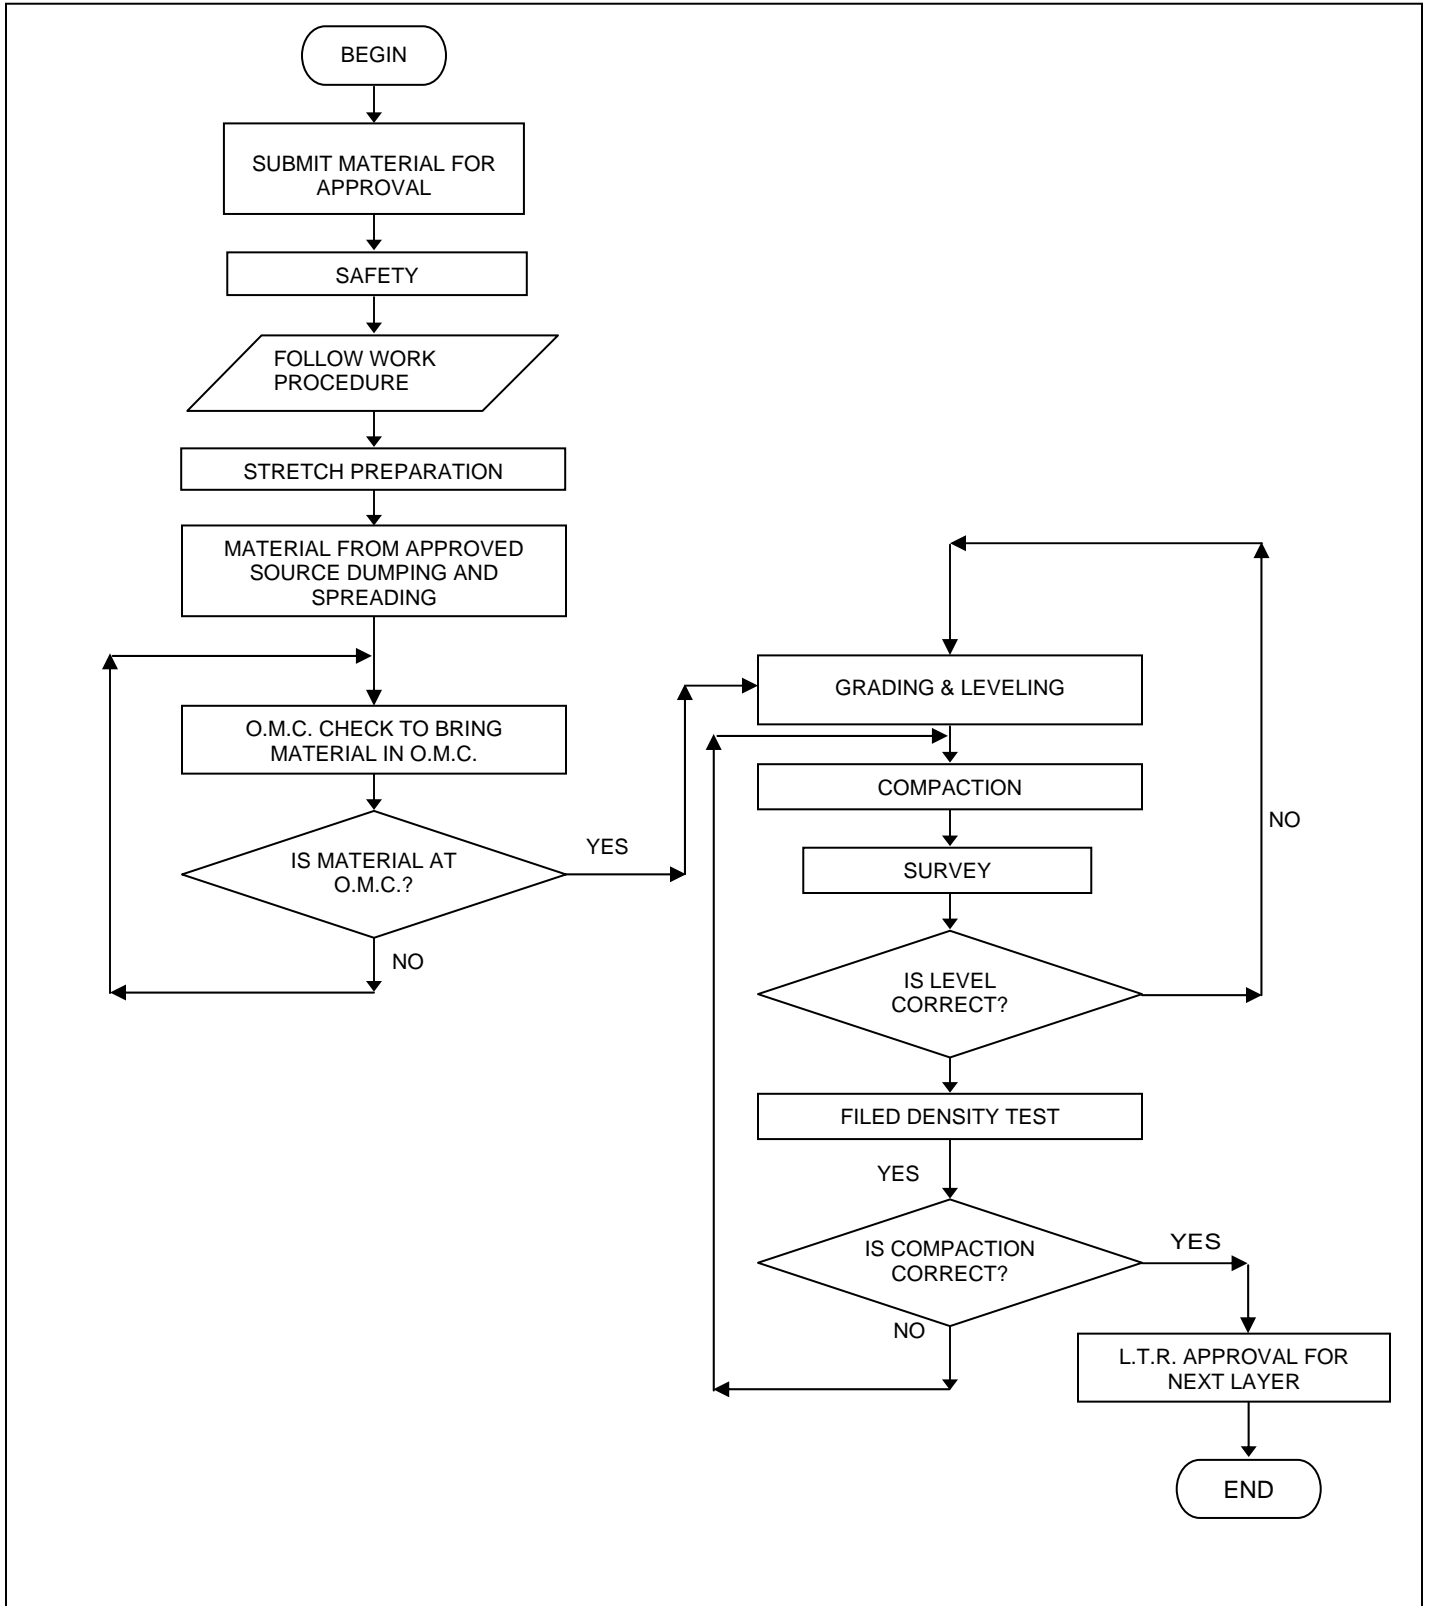 BEGIN
SUBMIT MATERIAL FOR
APPROVAL
SAFETY
FOLLOW WORK
PROCEDURE
STRETCH PREPARATION
MATERIAL FROM APPROVED
SOURCE DUMPING AND
SPREADING
O.M.C. CHECK TO BRING
MATERIAL IN O.M.C.
IS MATERIAL AT
O.M.C.?
YES
NO
GRADING & LEVELING
COMPACTION
SURVEY
IS LEVEL
CORRECT?
NO
FILED DENSITY TEST
YES
IS COMPACTION
CORRECT?
YES
NO
L.T.R. APPROVAL FOR
NEXT LAYER
END